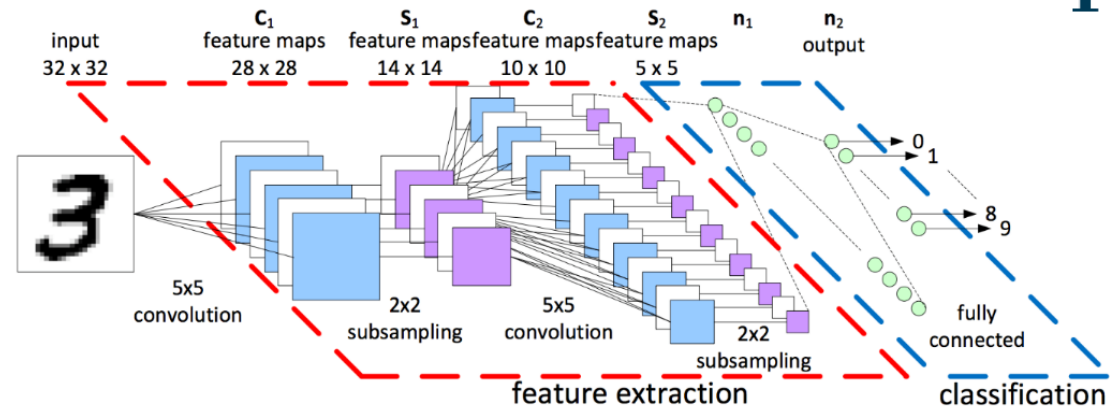 C1 S1 C2 S2 n1 n2
input feature maps feature maps feature maps feature maps output
32 x 32 28 x 28 14 x 14 10 x 10 5 x 5
0
1
3
8
9
5x5
convolution
2x2
subsampling
5x5
convolution
2x2
subsampling
fully
connected
feature extraction
classification